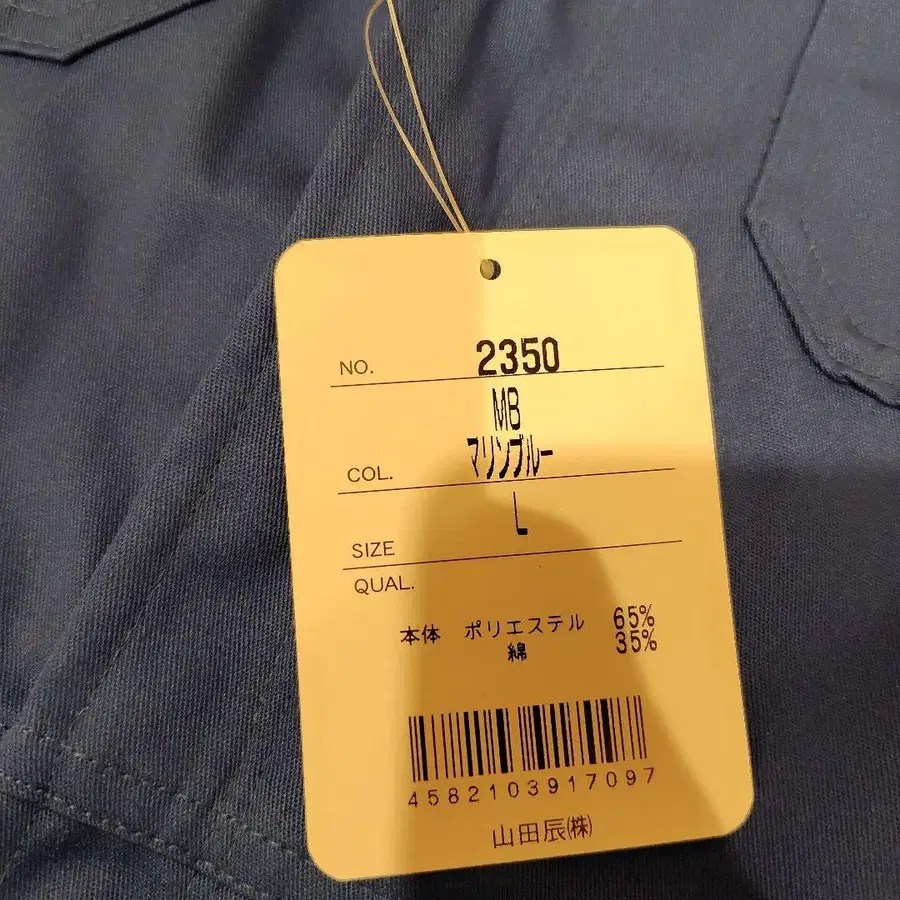 NO. 2350
MB
COL. マリンブルー
SIZE L
QUAL.
本体 ポリエステル 65%
綿 35%
4582103917097
山田辰㈱